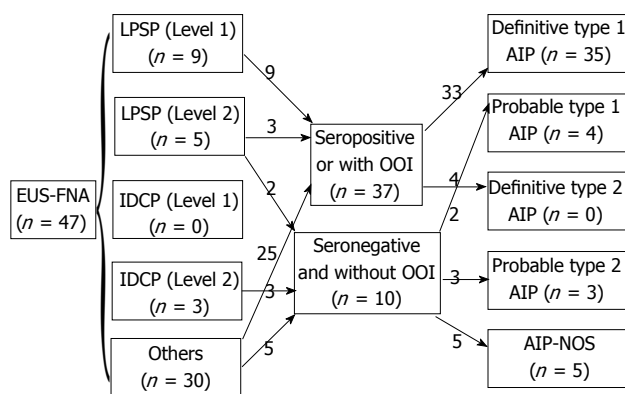 EUS-FNA
(n = 47)
LPSP (Level 1)
(n = 9)
LPSP (Level 2)
(n = 5)
IDCP (Level 1)
(n = 0)
IDCP (Level 2)
(n = 3)
Others
(n = 30)
9
3
2
25
3
5
Seropositive
or with OOI
(n = 37)
Seronegative
and without OOI
(n = 10)
33
4
2
3
5
Definitive type 1
AIP (n = 35)
Probable type 1
AIP (n = 4)
Definitive type 2
AIP (n = 0)
Probable type 2
AIP (n = 3)
AIP-NOS
(n = 5)